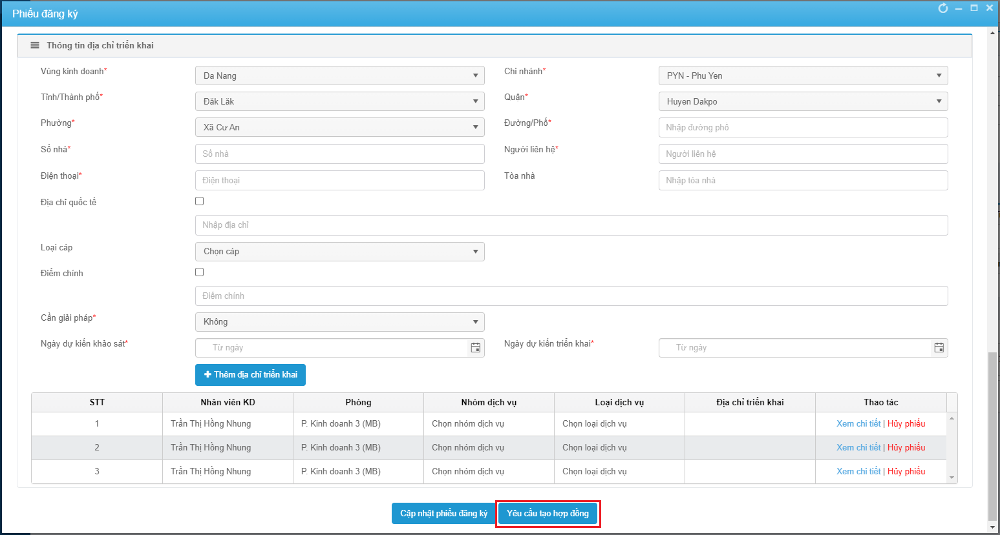 Phiếu đăng ký
Thông tin địa chỉ triển khai
Vùng kinh doanh* Da Nang Chi nhánh* PYN - Phu Yen
Tỉnh/Thành phố* Đăk Lăk Quận* Huyen Dakpo
Phường* Xã Cư An Đường/Phố* Nhập đường phố
Số nhà* Số nhà Người liên hệ* Người liên hệ
Điện thoại* Điện thoại Tòa nhà Nhập tòa nhà
Địa chỉ quốc tế
Nhập địa chỉ
Loại cáp Chọn cáp
Điểm chính
Điêm chính
Cần giải pháp* Không
Ngày dự kiến khảo sát* Từ ngày Ngày dự kiến triển khai* Từ ngày
Thêm địa chỉ triển khai
STT Nhân viên KD Phòng Nhóm dịch vụ Loại dịch vụ Địa chỉ triển khai Thao tác
1 Trần Thị Hồng Nhung P. Kinh doanh 3 (MB) Chọn nhóm dịch vụ Chọn loại dịch vụ Xem chi tiết | Hủy phiếu
2 Trần Thị Hồng Nhung P. Kinh doanh 3 (MB) Chọn nhóm dịch vụ Chọn loại dịch vụ Xem chi tiết | Hủy phiếu
3 Trần Thị Hồng Nhung P. Kinh doanh 3 (MB) Chọn nhóm dịch vụ Chọn loại dịch vụ Xem chi tiết | Hủy phiếu
Cập nhật phiếu đăng ký Yêu cầu tạo hợp đồng